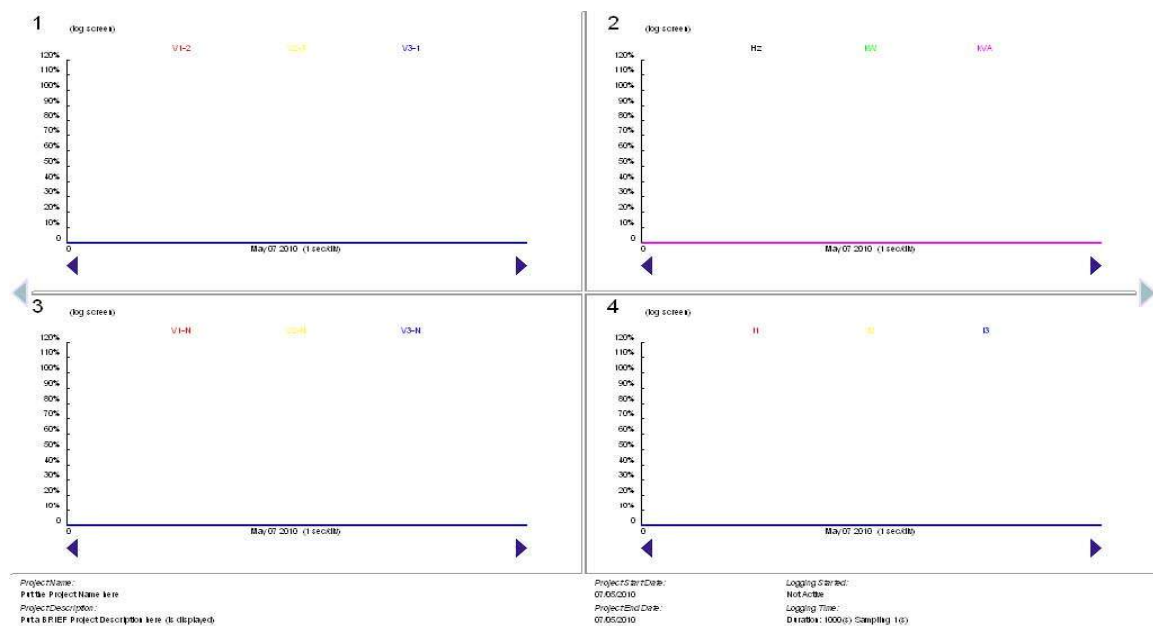 1 (log screen)
V1-2 V3-1
120%
110%
100%
90%
80%
70%
60%
50%
40%
30%
20%
10%
0
0 May 07 2010 (1 sec/div)
2 (log screen)
Hz kW kVA
120%
110%
100%
90%
80%
70%
60%
50%
40%
30%
20%
10%
0
0 May 07 2010 (1 sec/div)
3 (log screen)
V1-N V2-N V3-N
120%
110%
100%
90%
80%
70%
60%
50%
40%
30%
20%
10%
0
0 May 07 2010 (1 sec/div)
4 (log screen)
I1 I2 I3
120%
110%
100%
90%
80%
70%
60%
50%
40%
30%
20%
10%
0
0 May 07 2010 (1 sec/div)
Project Name:
Put the Project Name here
Project Description:
Put a BRIEF Project Description here (is displayed)
Project Start Date:
07/05/2010
Project End Date:
07/05/2010
Logging Started:
Not Active
Logging Time:
Duration: 1000(s) Sampling 1(s)